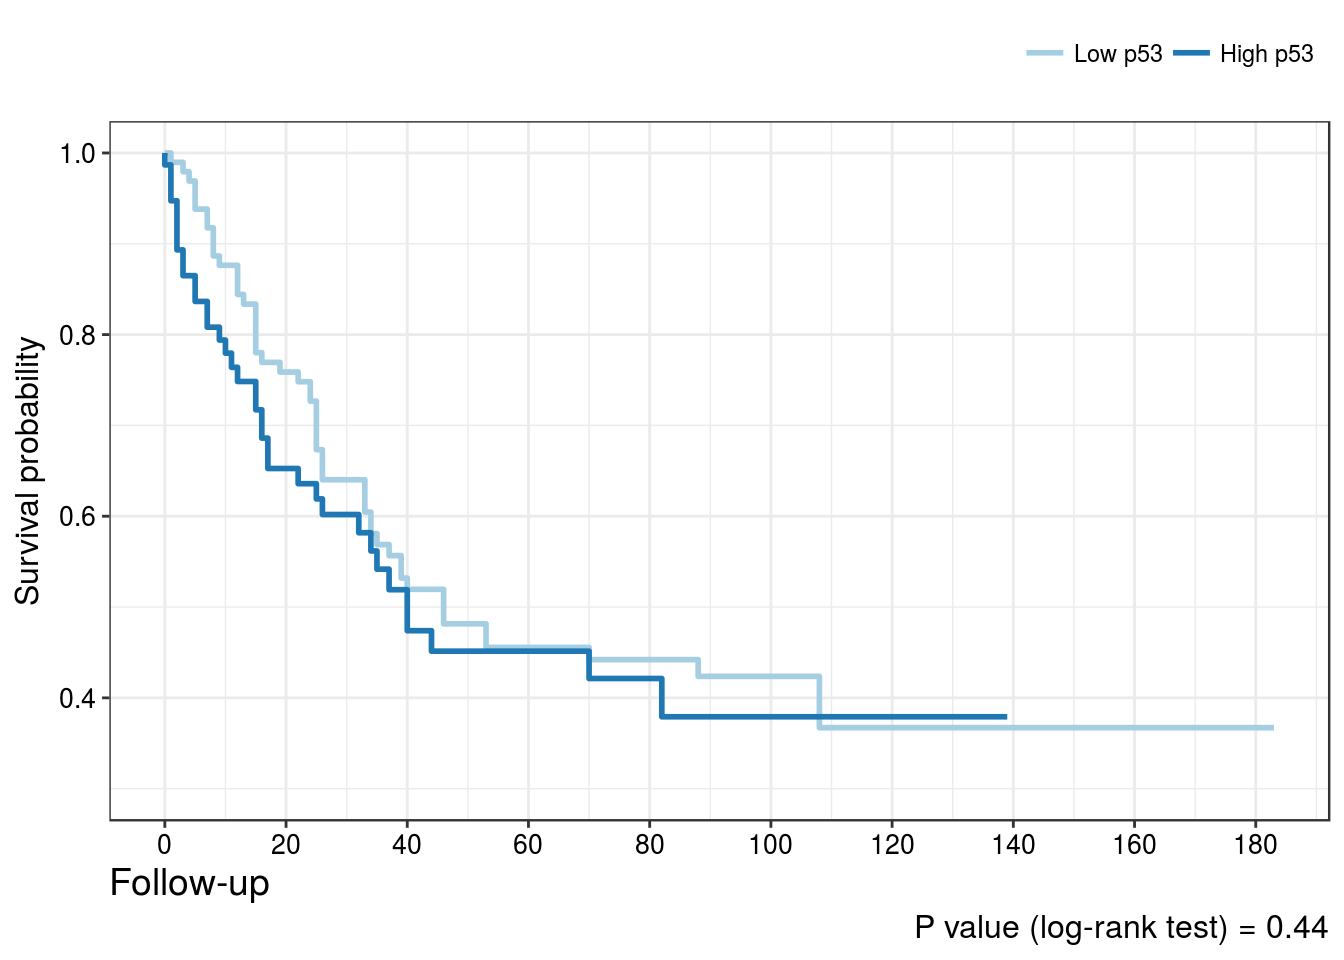 Low p53 High p53
Survival probability
1.0
0.8
0.6
0.4
0 20 40 60 80 100 120 140 160 180
Follow-up
P value (log-rank test) = 0.44